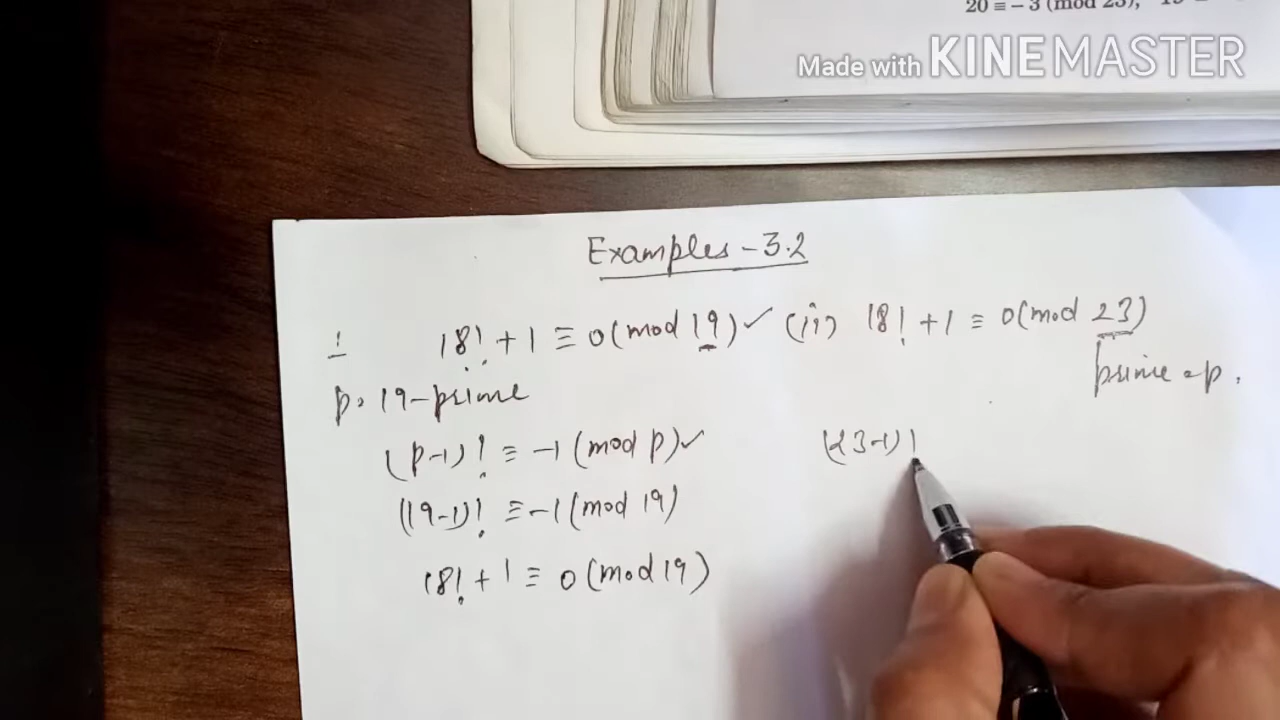 20 ≡ – 3 (mod 23),
Made with KINEMASTER
Examples - 3.2
1 18! + 1 ≡ 0 (mod 19) ✓ (ii) 18! + 1 ≡ 0 (mod 23)
p = 19 - prime
prime = p.
(p-1)! ≡ -1 (mod p) ✓
(23-1)!
(19-1)! ≡ -1 (mod 19)
18! + 1 ≡ 0 (mod 19)